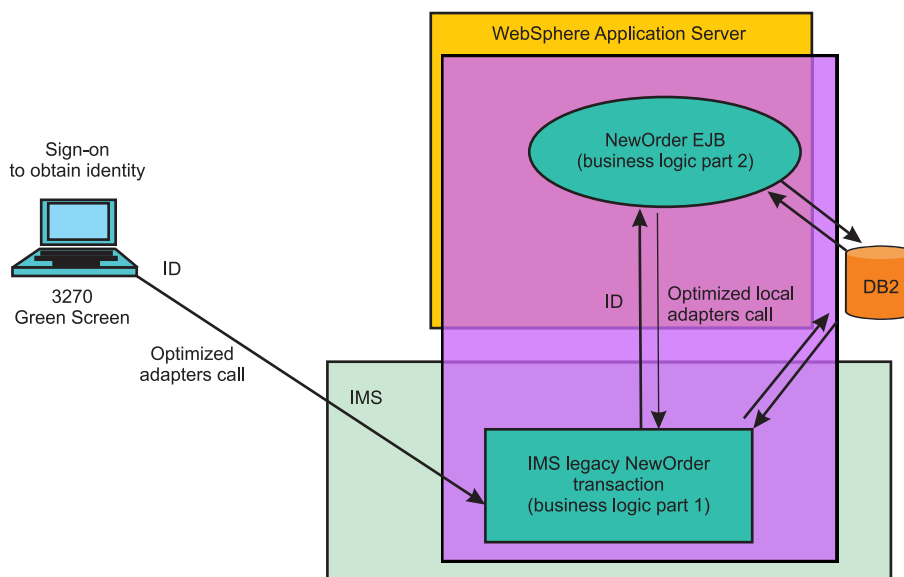 WebSphere Application Server
NewOrder EJB
(business logic part 2)
Sign-on
to obtain identity
ID
3270
Green Screen
Optimized
adapters call
ID
Optimized local
adapters call
DB2
IMS
IMS legacy NewOrder
transaction
(business logic part 1)